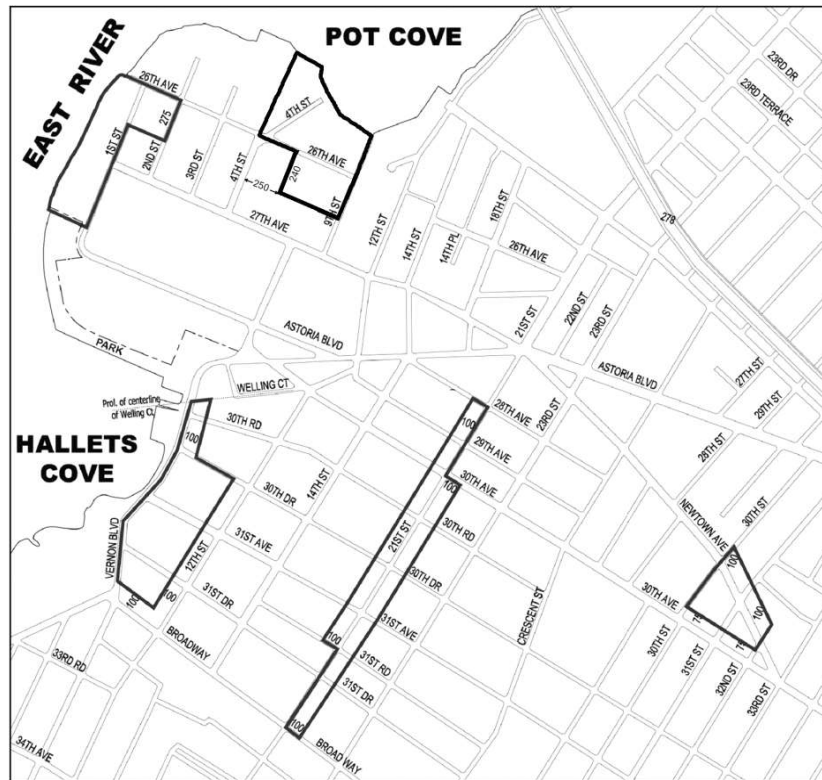 POT COVE
EAST RIVER
23RD DR
23RD TERRACE
26TH AVE
275
1ST ST
2ND ST
3RD ST
4TH ST
4TH ST
26TH AVE
240
250
9TH ST
27TH AVE
12TH ST
14TH ST
14TH PL
18TH ST
26TH AVE
278
21ST ST
22ND ST
23RD ST
PARK
ASTORIA BLVD
ASTORIA BLVD
WELLING CT
Prol. of centerline
of Welling Ct.
27TH ST
29TH ST
28TH ST
30TH ST
HALLETS
COVE
100
30TH RD
28TH AVE
23RD ST
100
29TH AVE
30TH AVE
100
30TH DR
14TH ST
21ST ST
30TH RD
NEWTOWN AVE
VERNON BLVD
31ST AVE
12TH ST
30TH DR
CRESCENT ST
100
30TH AVE
100
75
75
30TH ST
31ST ST
32ND ST
33RD ST
100
100
31ST DR
BROADWAY
100
31ST AVE
31ST RD
31ST DR
33RD RD
34TH AVE
100
BROAD WAY